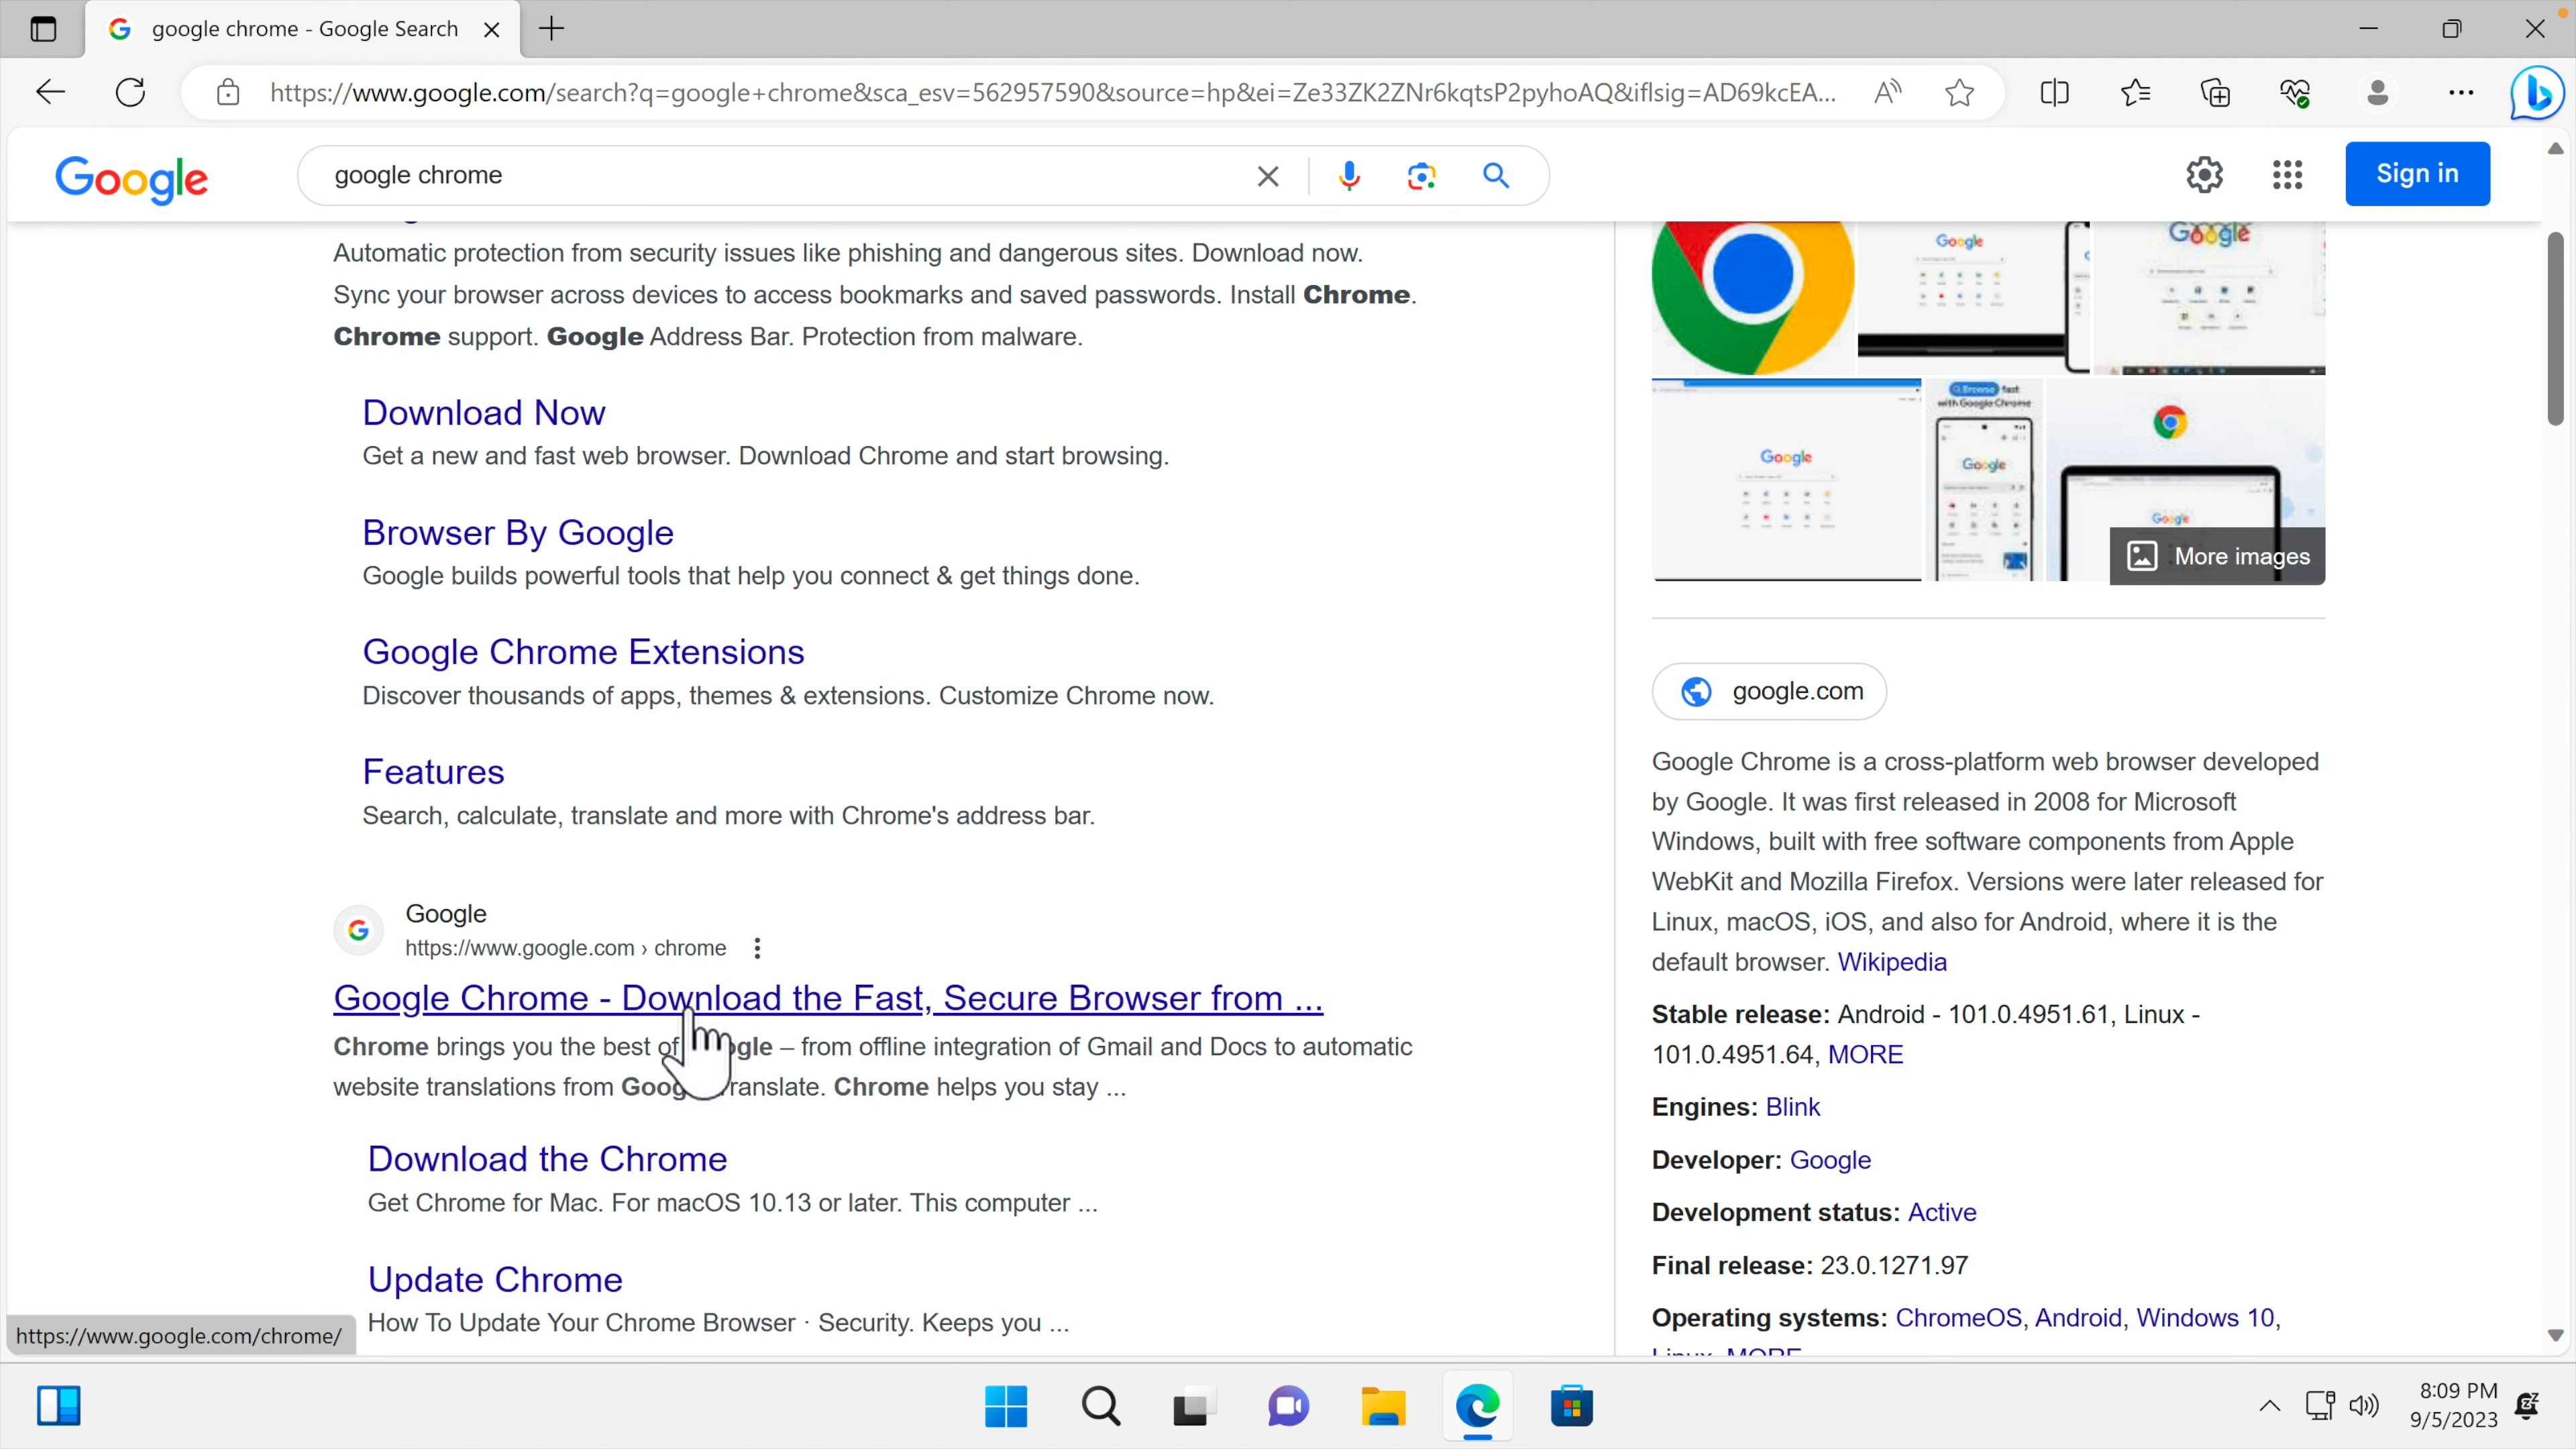 google chrome - Google Search
https://www.google.com/search?q=google+chrome&sca_esv=562957590&source=hp&ei=Ze33ZK2ZNr6kqtsP2pyhoAQ&iflsig=AD69kcEA...
Google
google chrome
Sign in
Automatic protection from security issues like phishing and dangerous sites. Download now.
Sync your browser across devices to access bookmarks and saved passwords. Install Chrome.
Chrome support. Google Address Bar. Protection from malware.
Download Now
Get a new and fast web browser. Download Chrome and start browsing.
Browser By Google
Google builds powerful tools that help you connect & get things done.
Google Chrome Extensions
Discover thousands of apps, themes & extensions. Customize Chrome now.
Features
Search, calculate, translate and more with Chrome's address bar.
Google
https://www.google.com › chrome
Google Chrome - Download the Fast, Secure Browser from ...
Chrome brings you the best of – from offline integration of Gmail and Docs to automatic
website translations from Chrome helps you stay ...
Download the Chrome
Get Chrome for Mac. For macOS 10.13 or later. This computer ...
Update Chrome
How To Update Your Chrome Browser · Security. Keeps you ...
https://www.google.com/chrome/
Google
Google
Google
Browse fast
with Google Chrome
Google
Google
More images
google.com
Google Chrome is a cross-platform web browser developed
by Google. It was first released in 2008 for Microsoft
Windows, built with free software components from Apple
WebKit and Mozilla Firefox. Versions were later released for
Linux, macOS, iOS, and also for Android, where it is the
default browser. Wikipedia
Stable release: Android - 101.0.4951.61, Linux -
101.0.4951.64, MORE
Engines: Blink
Developer: Google
Development status: Active
Final release: 23.0.1271.97
Operating systems: ChromeOS, Android, Windows 10,
Linux, MORE
8:09 PM
9/5/2023